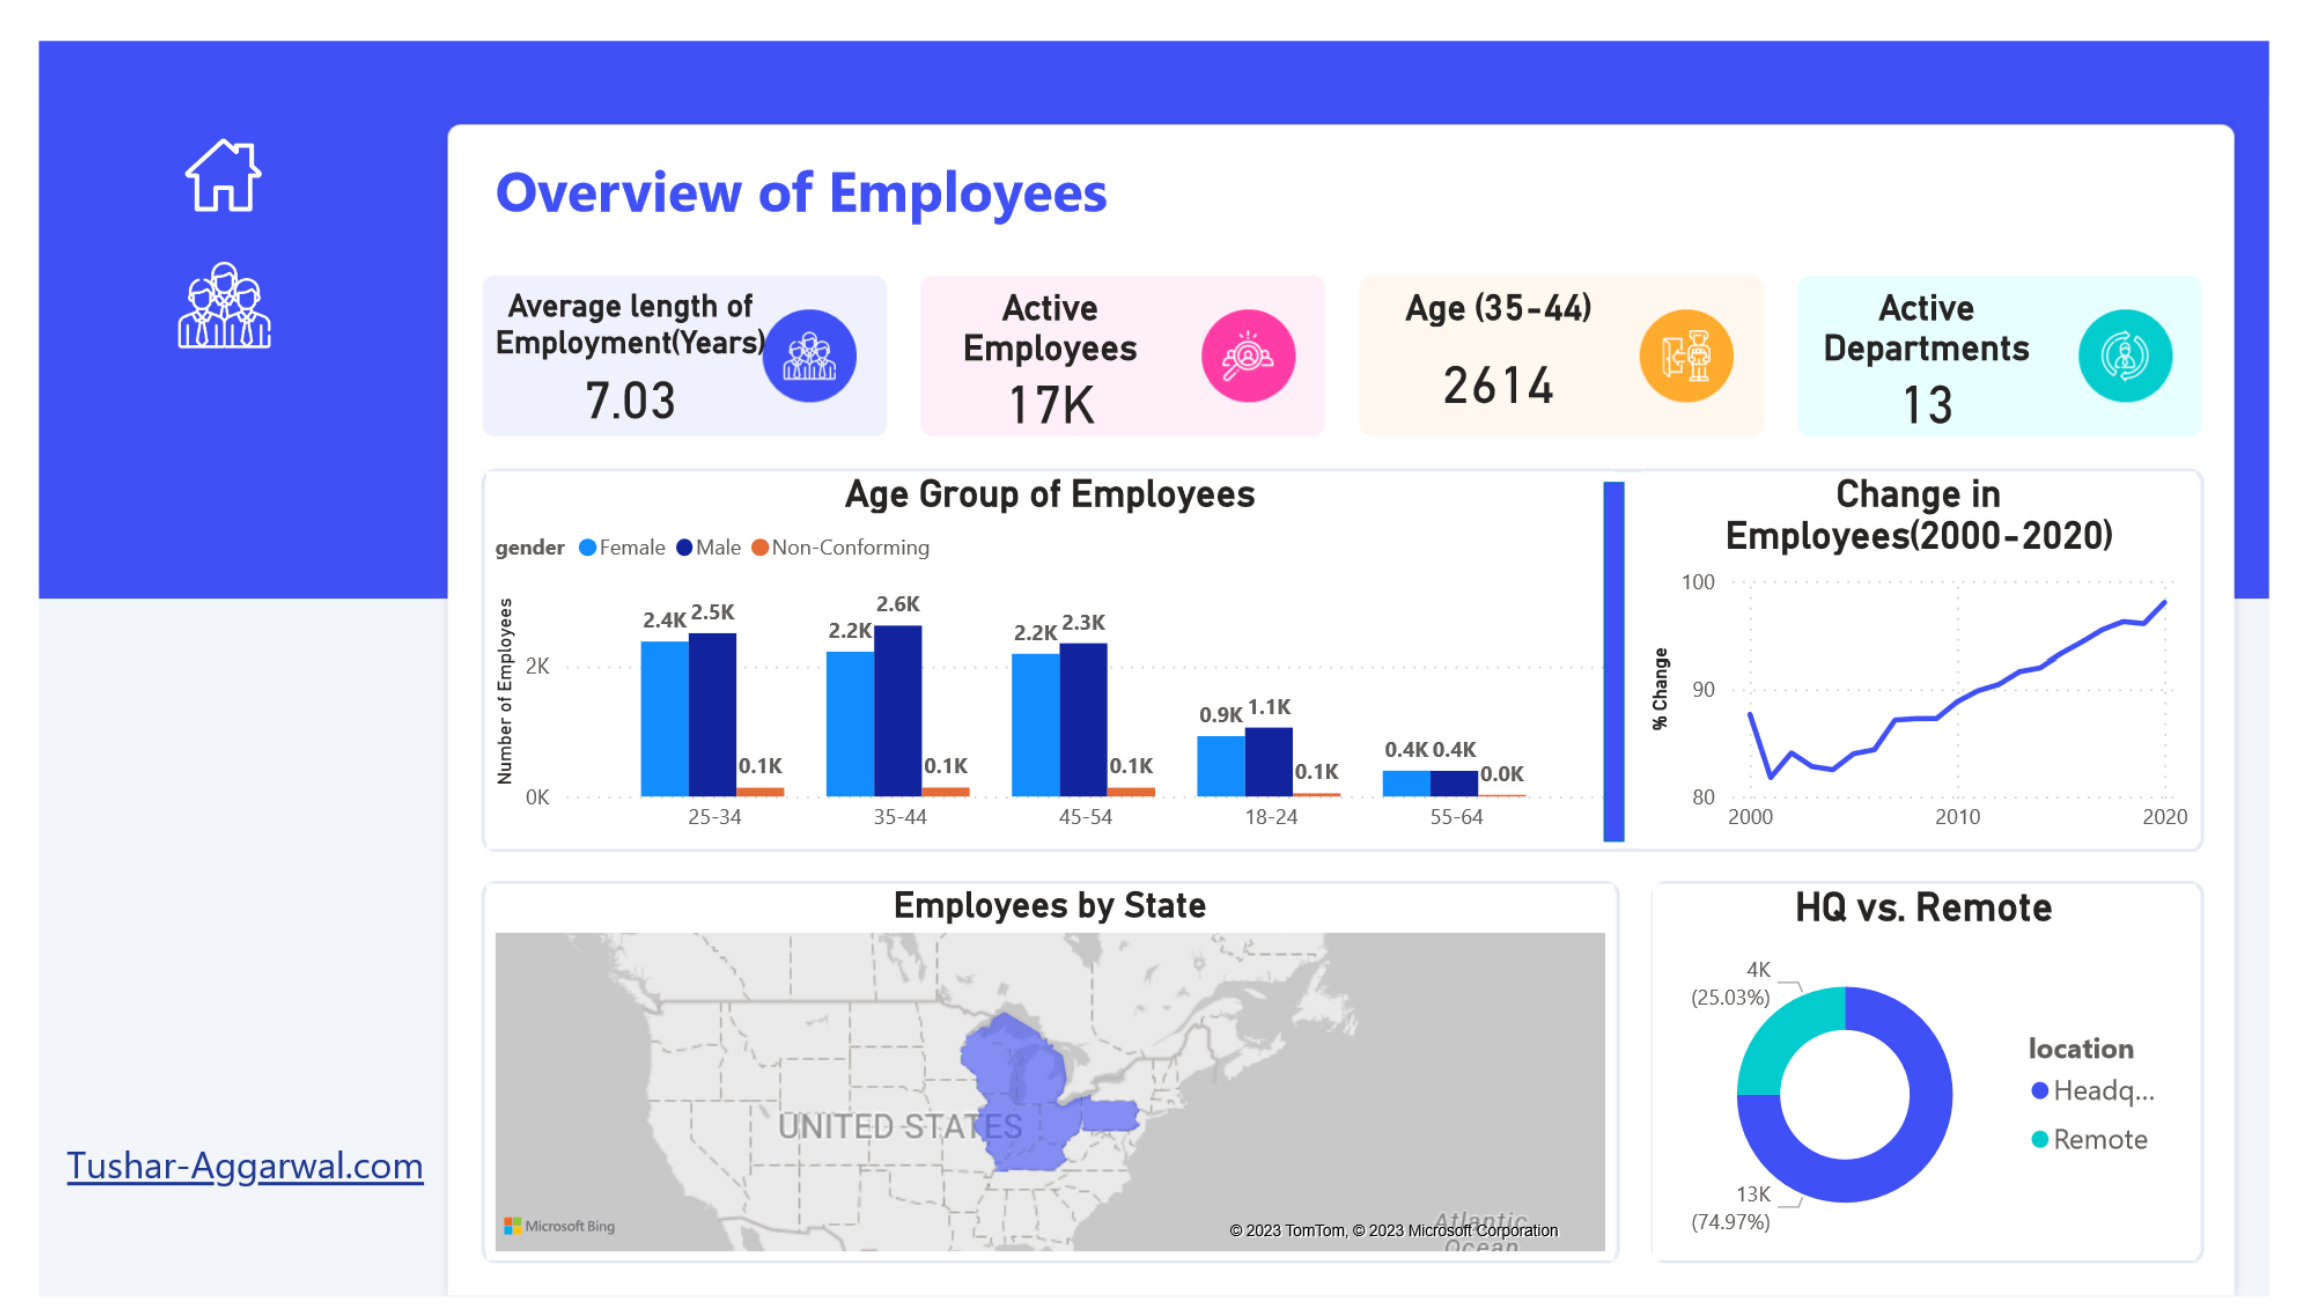 Overview of Employees
Average length of
Employment(Years)
7.03
Active
Employees
17K
Age (35-44)
2614
Active
Departments
13
Age Group of Employees
gender Female Male Non-Conforming
Number of Employees
2K
0K
2.4K 2.5K 0.1K
2.2K 2.6K 0.1K
2.2K 2.3K 0.1K
0.9K 1.1K 0.1K
0.4K 0.4K 0.0K
25-34 35-44 45-54 18-24 55-64
Change in
Employees(2000-2020)
% Change
100
90
80
2000 2010 2020
Employees by State
UNITED STATES
Microsoft Bing
Atlantic
Ocean
© 2023 TomTom, © 2023 Microsoft Corporation
HQ vs. Remote
4K
(25.03%)
13K
(74.97%)
location
Headq...
Remote
Tushar-Aggarwal.com